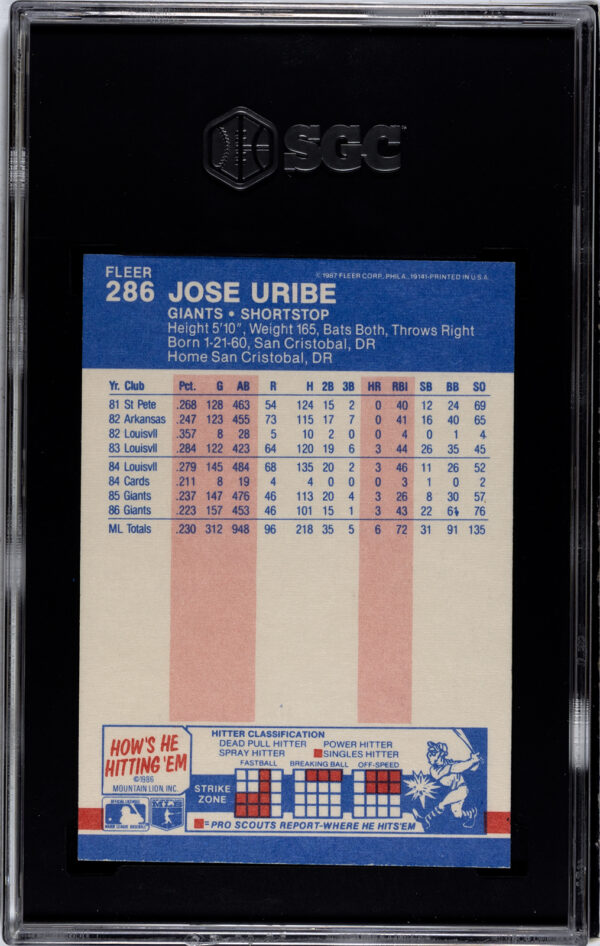 SGC
FLEER
© 1987 FLEER CORP., PHILA., 19141-PRINTED IN U.S.A.
286 JOSE URIBE
GIANTS • SHORTSTOP
Height 5'10", Weight 165, Bats Both, Throws Right
Born 1-21-60, San Cristobal, DR
Home San Cristobal, DR
Yr. Club Pct. G AB R H 2B 3B HR RBI SB BB SO
81 St Pete .268 128 463 54 124 15 2 0 40 12 24 69
82 Arkansas .247 123 455 73 115 17 7 0 41 16 40 65
82 Louisvll .357 8 28 5 10 2 0 0 4 0 1 4
83 Louisvll .284 122 423 64 120 19 6 3 44 26 35 45
84 Louisvll .279 145 484 68 135 20 2 3 46 11 26 52
84 Cards .211 8 19 4 4 0 0 0 3 1 0 2
85 Giants .237 147 476 46 113 20 4 3 26 8 30 57
86 Giants .223 157 453 46 101 15 1 3 43 22 61 76
ML Totals .230 312 948 96 218 35 5 6 72 31 91 135
HOW'S HE
HITTING 'EM
©1986
MOUNTAIN LION, INC.
HITTER CLASSIFICATION
DEAD PULL HITTER POWER HITTER
SPRAY HITTER SINGLES HITTER
FASTBALL BREAKING BALL OFF-SPEED
STRIKE
ZONE
=PRO SCOUTS REPORT-WHERE HE HITS'EM